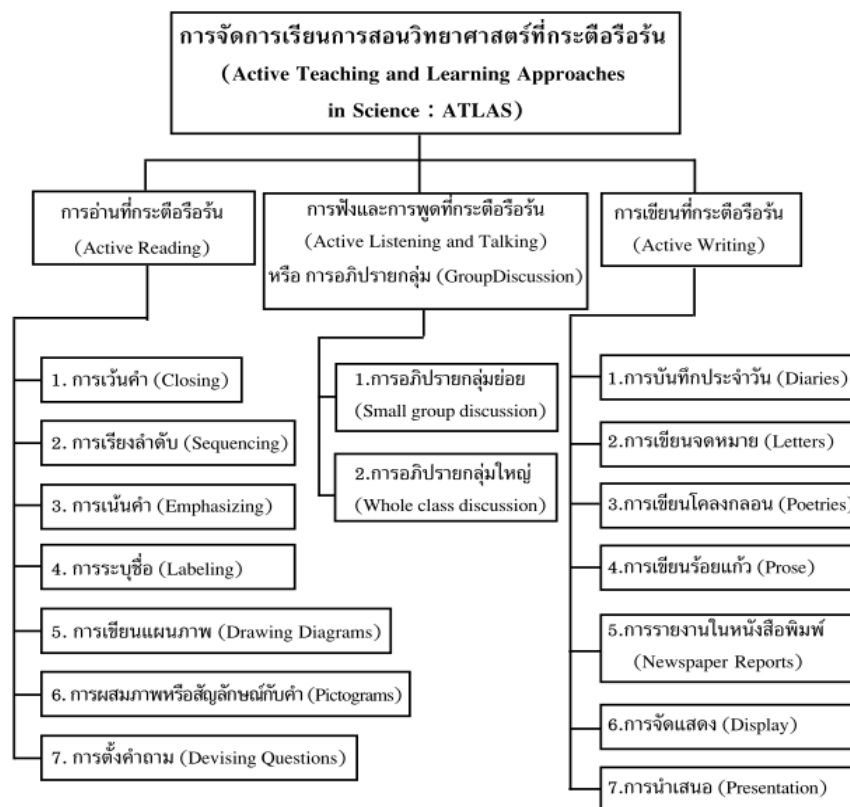 การจัดการเรียนการสอนวิทยาศาสตร์ที่กระตือรือร้น
(Active Teaching and Learning Approaches
in Science : ATLAS)
การอ่านที่กระตือรือร้น
(Active Reading)
การฟังและการพูดที่กระตือรือร้น
(Active Listening and Talking)
หรือ การอภิปรายกลุ่ม (GroupDiscussion)
การเขียนที่กระตือรือร้น
(Active Writing)
1. การเว้นคำ (Closing)
2. การเรียงลำดับ (Sequencing)
3. การเน้นคำ (Emphasizing)
4. การระบุชื่อ (Labeling)
5. การเขียนแผนภาพ (Drawing Diagrams)
6. การผสมภาพหรือสัญลักษณ์กับคำ (Pictograms)
7. การตั้งคำถาม (Devising Questions)
1.การอภิปรายกลุ่มย่อย
(Small group discussion)
2.การอภิปรายกลุ่มใหญ่
(Whole class discussion)
1.การบันทึกประจำวัน (Diaries)
2.การเขียนจดหมาย (Letters)
3.การเขียนโคลงกลอน (Poetries)
4.การเขียนร้อยแก้ว (Prose)
5.การรายงานในหนังสือพิมพ์
(Newspaper Reports)
6.การจัดแสดง (Display)
7.การนำเสนอ (Presentation)